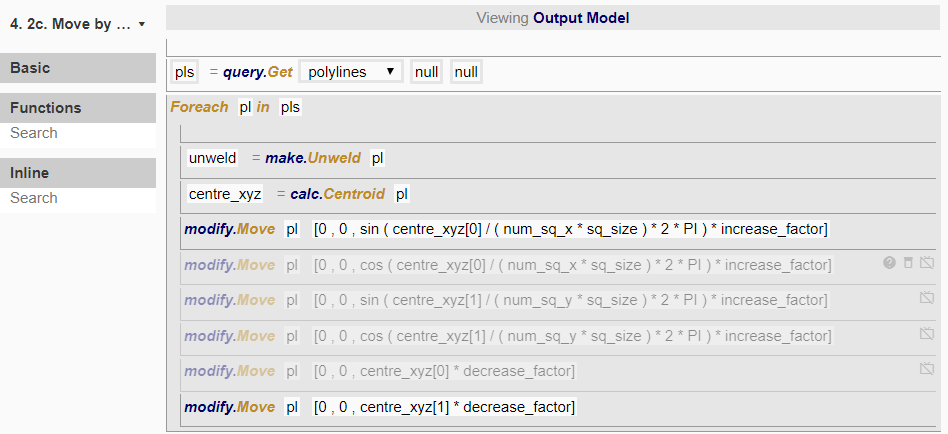 4. 2c. Move by ...
Viewing Output Model
Basic
Functions
Search
Inline
Search
pls = query.Get polylines null null
Foreach pl in pls
unweld = make.Unweld pl
centre_xyz = calc.Centroid pl
modify.Move pl [0 , 0 , sin ( centre_xyz[0] / ( num_sq_x * sq_size ) * 2 * PI ) * increase_factor]
modify.Move pl [0 , 0 , cos ( centre_xyz[0] / ( num_sq_x * sq_size ) * 2 * PI ) * increase_factor]
modify.Move pl [0 , 0 , sin ( centre_xyz[1] / ( num_sq_y * sq_size ) * 2 * PI ) * increase_factor]
modify.Move pl [0 , 0 , cos ( centre_xyz[1] / ( num_sq_y * sq_size ) * 2 * PI ) * increase_factor]
modify.Move pl [0 , 0 , centre_xyz[0] * decrease_factor]
modify.Move pl [0 , 0 , centre_xyz[1] * decrease_factor]